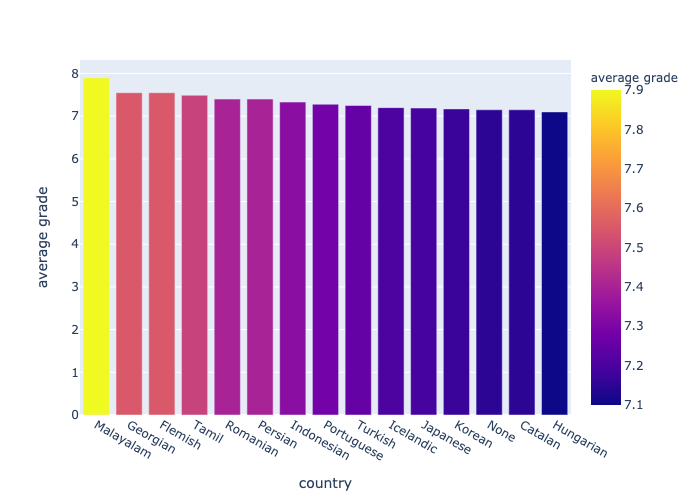 average grade
8
7
6
5
4
3
2
1
0
average grade
7.9
7.8
7.7
7.6
7.5
7.4
7.3
7.2
7.1
Malayalam
Georgian
Flemish
Tamil
Romanian
Persian
Indonesian
Portuguese
Turkish
Icelandic
Japanese
Korean
None
Catalan
Hungarian
country